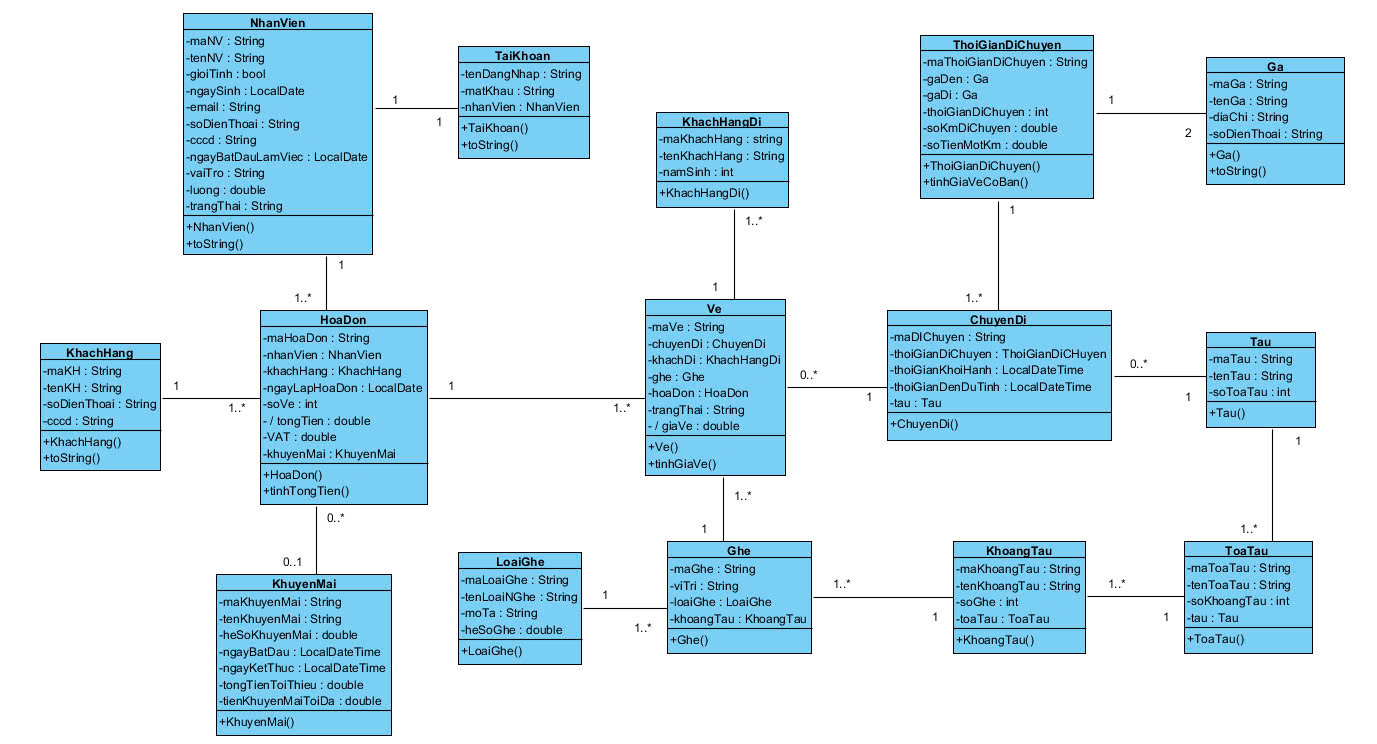 NhanVien
-maNV : String
-tenNV : String
-gioiTinh : bool
-ngaySinh : LocalDate
-email : String
-soDienThoai : String
-cccd : String
-ngayBatDauLamViec : LocalDate
-vaiTro : String
-luong : double
-trangThai : String
+NhanVien()
+toString()
1
1
TaiKhoan
-tenDangNhap : String
-matKhau : String
-nhanVien : NhanVien
+TaiKhoan()
+toString()
KhachHangDi
-maKhachHang : string
-tenKhachHang : String
-namSinh : int
+KhachHangDi()
1..*
1
ThoiGianDiChuyen
-maThoiGianDiChuyen : String
-gaDen : Ga
-gaDi : Ga
-thoiGianDiChuyen : int
-soKmDiChuyen : double
-soTienMotKm : double
+ThoiGianDiChuyen()
+tinhGiaVeCoBan()
1
2
Ga
-maGa : String
-tenGa : String
-diaChi : String
-soDienThoai : String
+Ga()
+toString()
1
1..*
1
1..*
KhachHang
-maKH : String
-tenKH : String
-soDienThoai : String
-cccd : String
+KhachHang()
+toString()
1
1..*
HoaDon
-maHoaDon : String
-nhanVien : NhanVien
-khachHang : KhachHang
-ngayLapHoaDon : LocalDate
-soVe : int
- / tongTien : double
-VAT : double
-khuyenMai : KhuyenMai
+HoaDon()
+tinhTongTien()
1
1..*
Ve
-maVe : String
-chuyenDi : ChuyenDi
-khachDi : KhachHangDi
-ghe : Ghe
-hoaDon : HoaDon
-trangThai : String
- / giaVe : double
+Ve()
+tinhGiaVe()
0..*
1
ChuyenDi
-maDIChuyen : String
-thoiGianDiChuyen : ThoiGianDiCHuyen
-thoiGianKhoiHanh : LocalDateTime
-thoiGianDenDuTinh : LocalDateTime
-tau : Tau
+ChuyenDi()
0..*
1
Tau
-maTau : String
-tenTau : String
-soToaTau : int
+Tau()
1
1..*
0..*
0..1
1..*
1
KhuyenMai
-maKhuyenMai : String
-tenKhuyenMai : String
-heSoKhuyenMai : double
-ngayBatDau : LocalDateTime
-ngayKetThuc : LocalDateTime
-tongTienToiThieu : double
-tienKhuyenMaiToiDa : double
+KhuyenMai()
LoaiGhe
-maLoaiGhe : String
-tenLoaiNGhe : String
-moTa : String
-heSoGhe : double
+LoaiGhe()
1
1..*
Ghe
-maGhe : String
-viTri : String
-loaiGhe : LoaiGhe
-khoangTau : KhoangTau
+Ghe()
1..*
1
KhoangTau
-maKhoangTau : String
-tenKhoangTau : String
-soGhe : int
-toaTau : ToaTau
+KhoangTau()
1..*
1
ToaTau
-maToaTau : String
-tenToaTau : String
-soKhoangTau : int
-tau : Tau
+ToaTau()